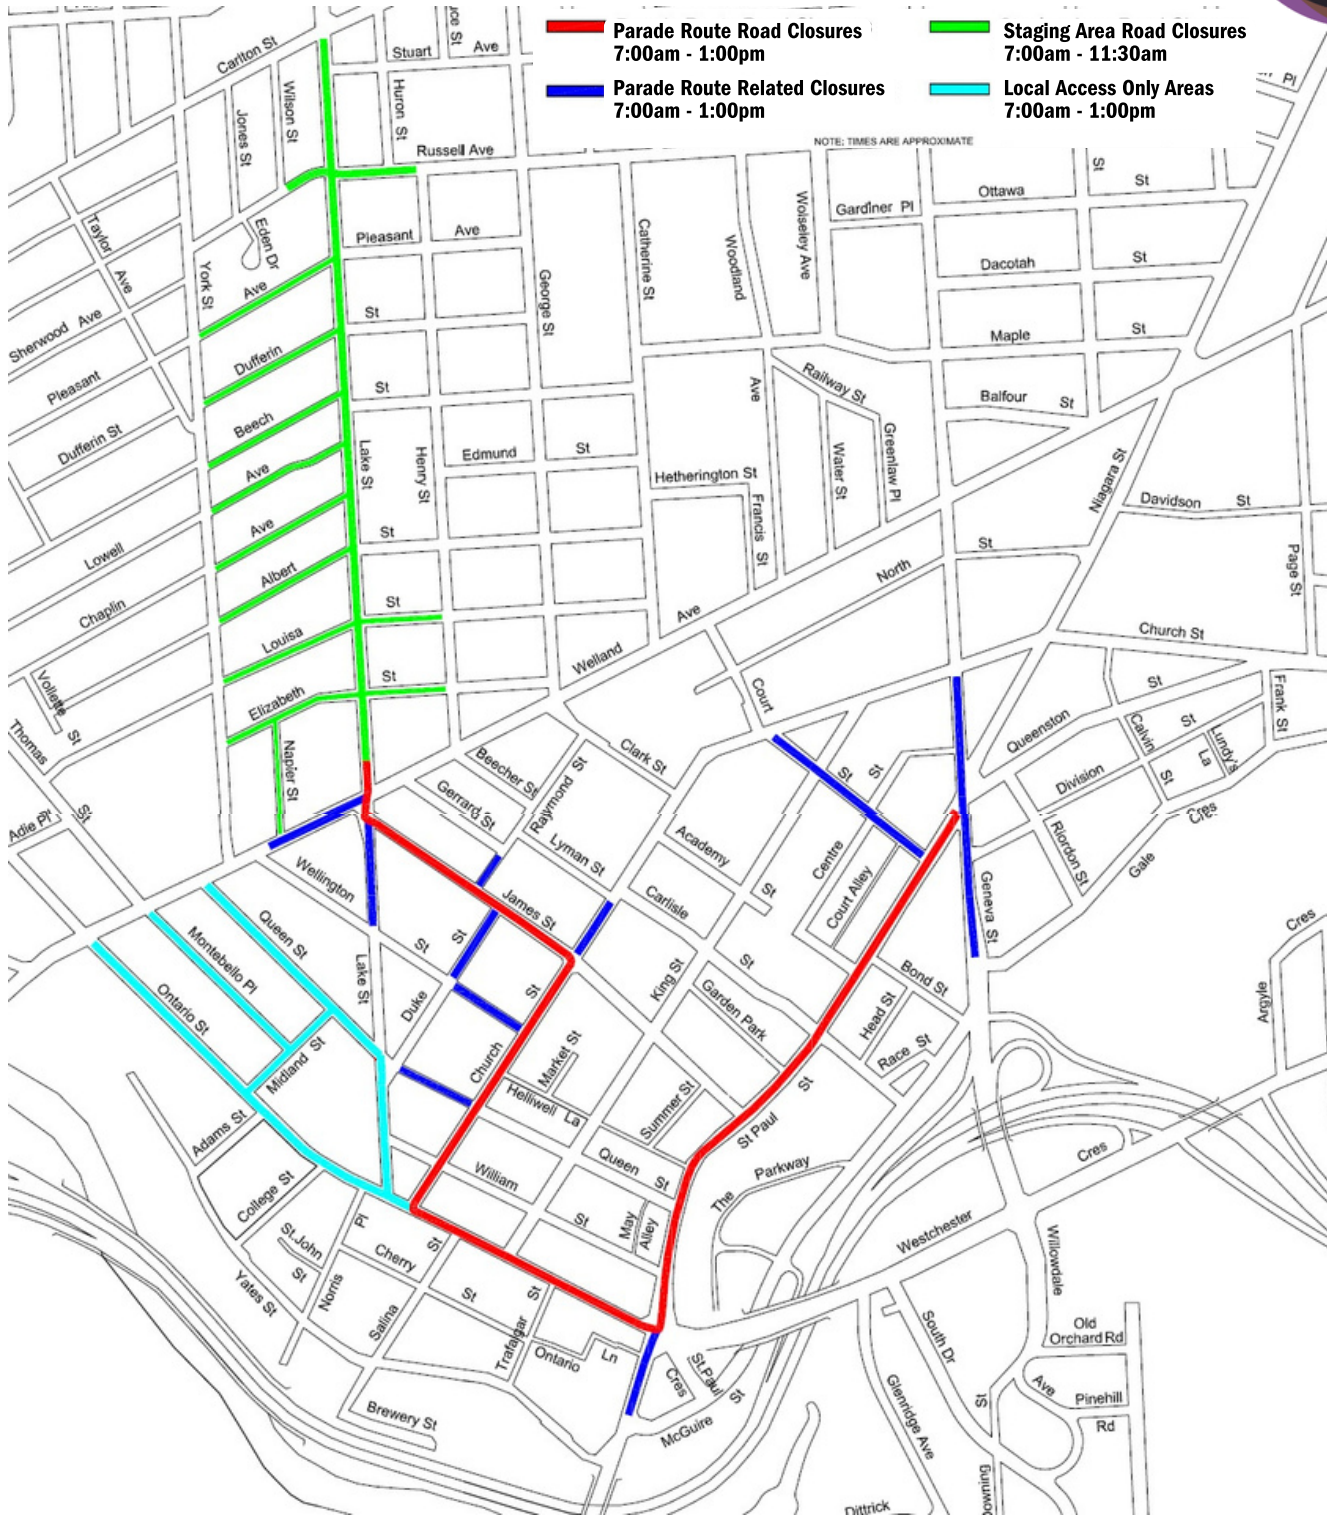 Parade Route Road Closures
7:00am - 1:00pm
Staging Area Road Closures
7:00am - 11:30am
Parade Route Related Closures
7:00am - 1:00pm
Local Access Only Areas
7:00am - 1:00pm
NOTE: TIMES ARE APPROXIMATE
Carlton St
Stuart Ave
St
Pl
Wilson St
Jones St
Huron St
Russell Ave
St
St
Ottawa
Gardiner Pl
Wolseley Ave
Woodland
Catherine St
Taylor
Ave
Eden Dr
Pleasant Ave
York St
Ave
George St
Dacotah St
St
Sherwood Ave
Maple St
Dufferin
Pleasant
St
Railway St
Ave
Balfour St
Beech
Dufferin St
Lake St
Henry St
Edmund St
Hetherington St
Water St
Greenlaw Pl
Niagara St
Davidson St
Ave
Francis St
Ave
St
Lowell
Albert
St
North
Page St
Chaplin
St
Ave
Louisa
Church St
Welland
Vollette St
Elizabeth
St
Court
St
Frank St
Thomas
St
Napier St
Clark St
Queenston
Calvin
St
St
Lundy's
La
Beecher St
Raymond St
Gerrard St
St
St
Division
Adie Pl
Cres
Lyman St
Academy
St
Centre
Riordon St
Gale
Wellington
St
James St
Carlisle
St
Court Alley
Geneva St
Queen St
Montebello Pl
St
Cres
Lake St
Duke
St
King St
Garden Park
Bond St
Argyle
Ontario St
Head St
Race St
Midland St
Church
Market St
Helliwell La
Summer St
St Paul
St
Adams St
Queen St
Cres
College St
William
St
The
Parkway
May
Alley
Westchester
St.John
St
Pl
Cherry
St
St
Willowdale
Yates St
Norris
Salina
Trafalgar
St
Ontario Ln
Cres
St.Paul
St
South Dr
Old
Orchard Rd
Glenridge Ave
St
Ave
Pinehill
Rd
Brewery St
McGuire
Dittrick